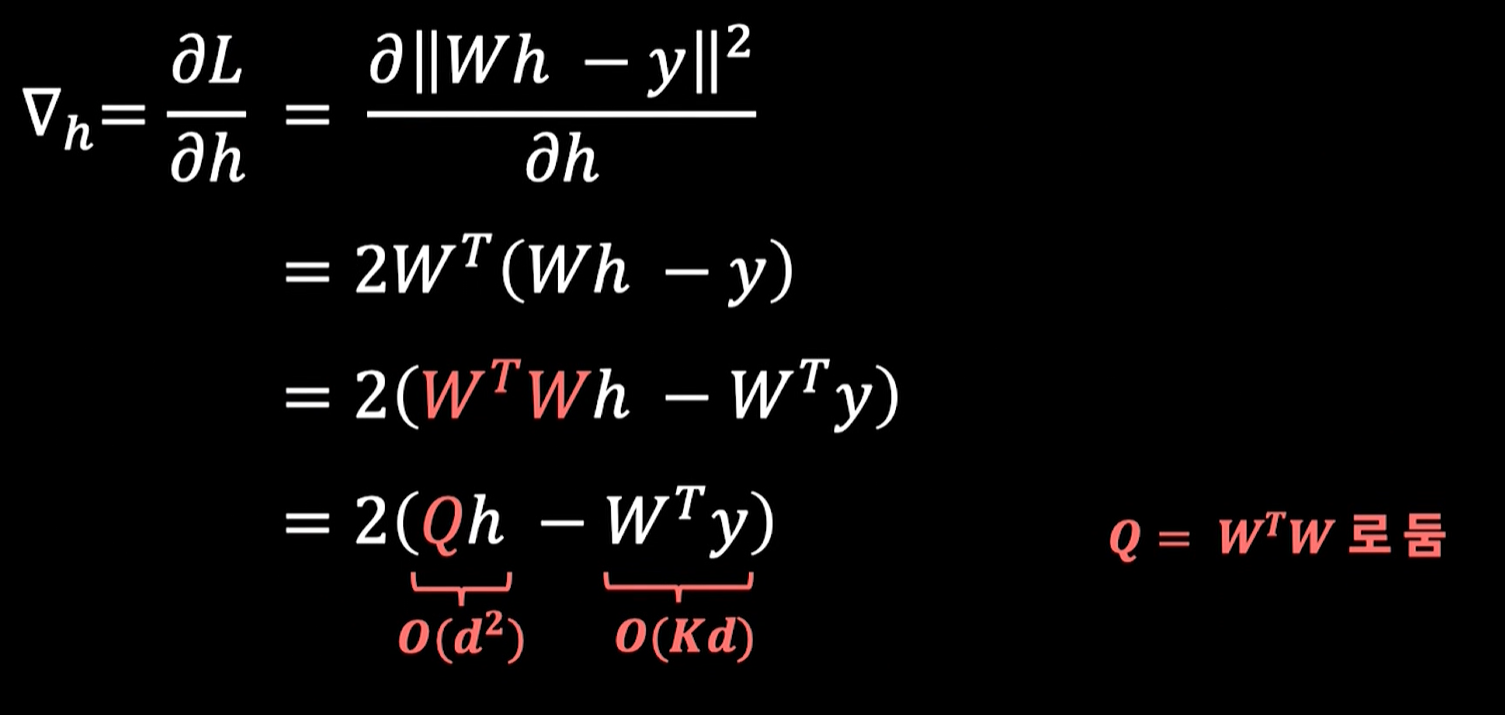 ∇ₕ= ∂L/∂h = ∂‖Wh − y‖²/∂h
= 2Wᵀ(Wh − y)
= 2(WᵀWh − Wᵀy)
= 2(Qh − Wᵀy)
Q = WᵀW 로 둠
O(d²) O(Kd)